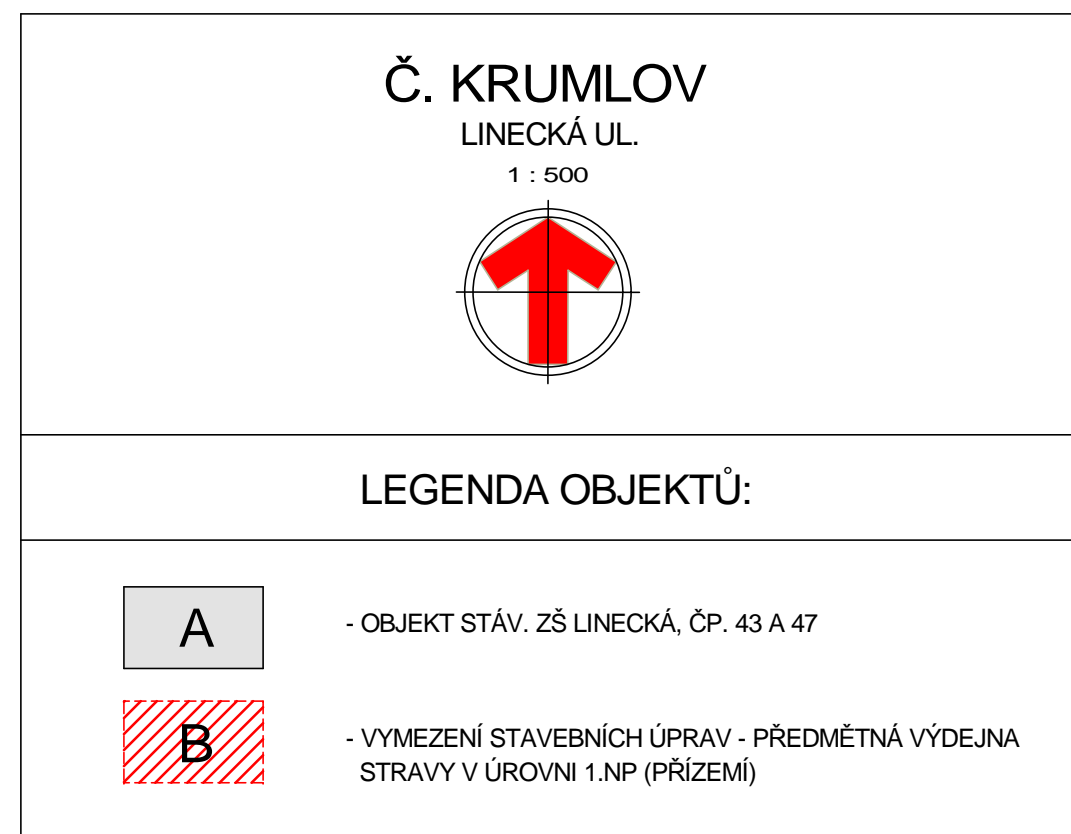 Č. KRUMLOV
LINECKÁ UL.
1 : 500
LEGENDA OBJEKTŮ:
A
- OBJEKT STÁV. ZŠ LINECKÁ, ČP. 43 A 47
B
- VYMEZENÍ STAVEBNÍCH ÚPRAV - PŘEDMĚTNÁ VÝDEJNA
STRAVY V ÚROVNI 1.NP (PŘÍZEMÍ)